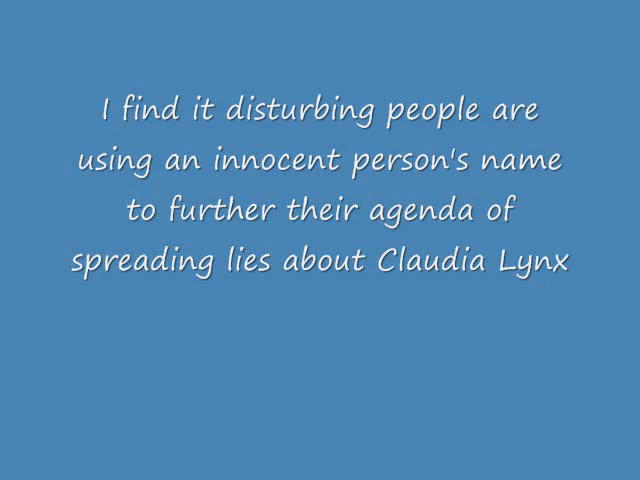 I find it disturbing people are
using an innocent person's name
to further their agenda of
spreading lies about Claudia Lynx